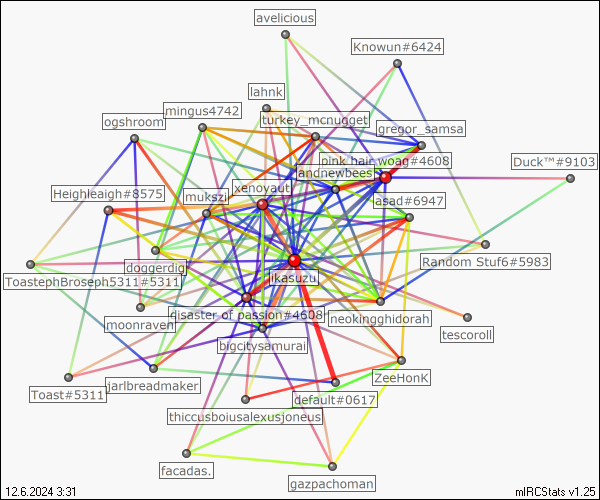 avelicious
Knowun#6424
lahnk
mingus4742
turkey_mcnugget
ogshroom
gregor_samsa
pink hair woag#4608
Duck™#9103
andnewbees
xenoyaut
Heighleaigh#8575
mukszi
asad#6947
doggerdig
Random Stuf6#5983
jikasuzu
ToastephBroseph5311#5311
disaster of passion#4608
neokingghidorah
moonraven
tescoroll
bigcitysamurai
ZeeHonK
Toast#5311
jarlbreadmaker
default#0617
thiccusboiusalexusjoneus
facadas.
gazpachoman
12.6.2024 3:31
mIRCStats v1.25